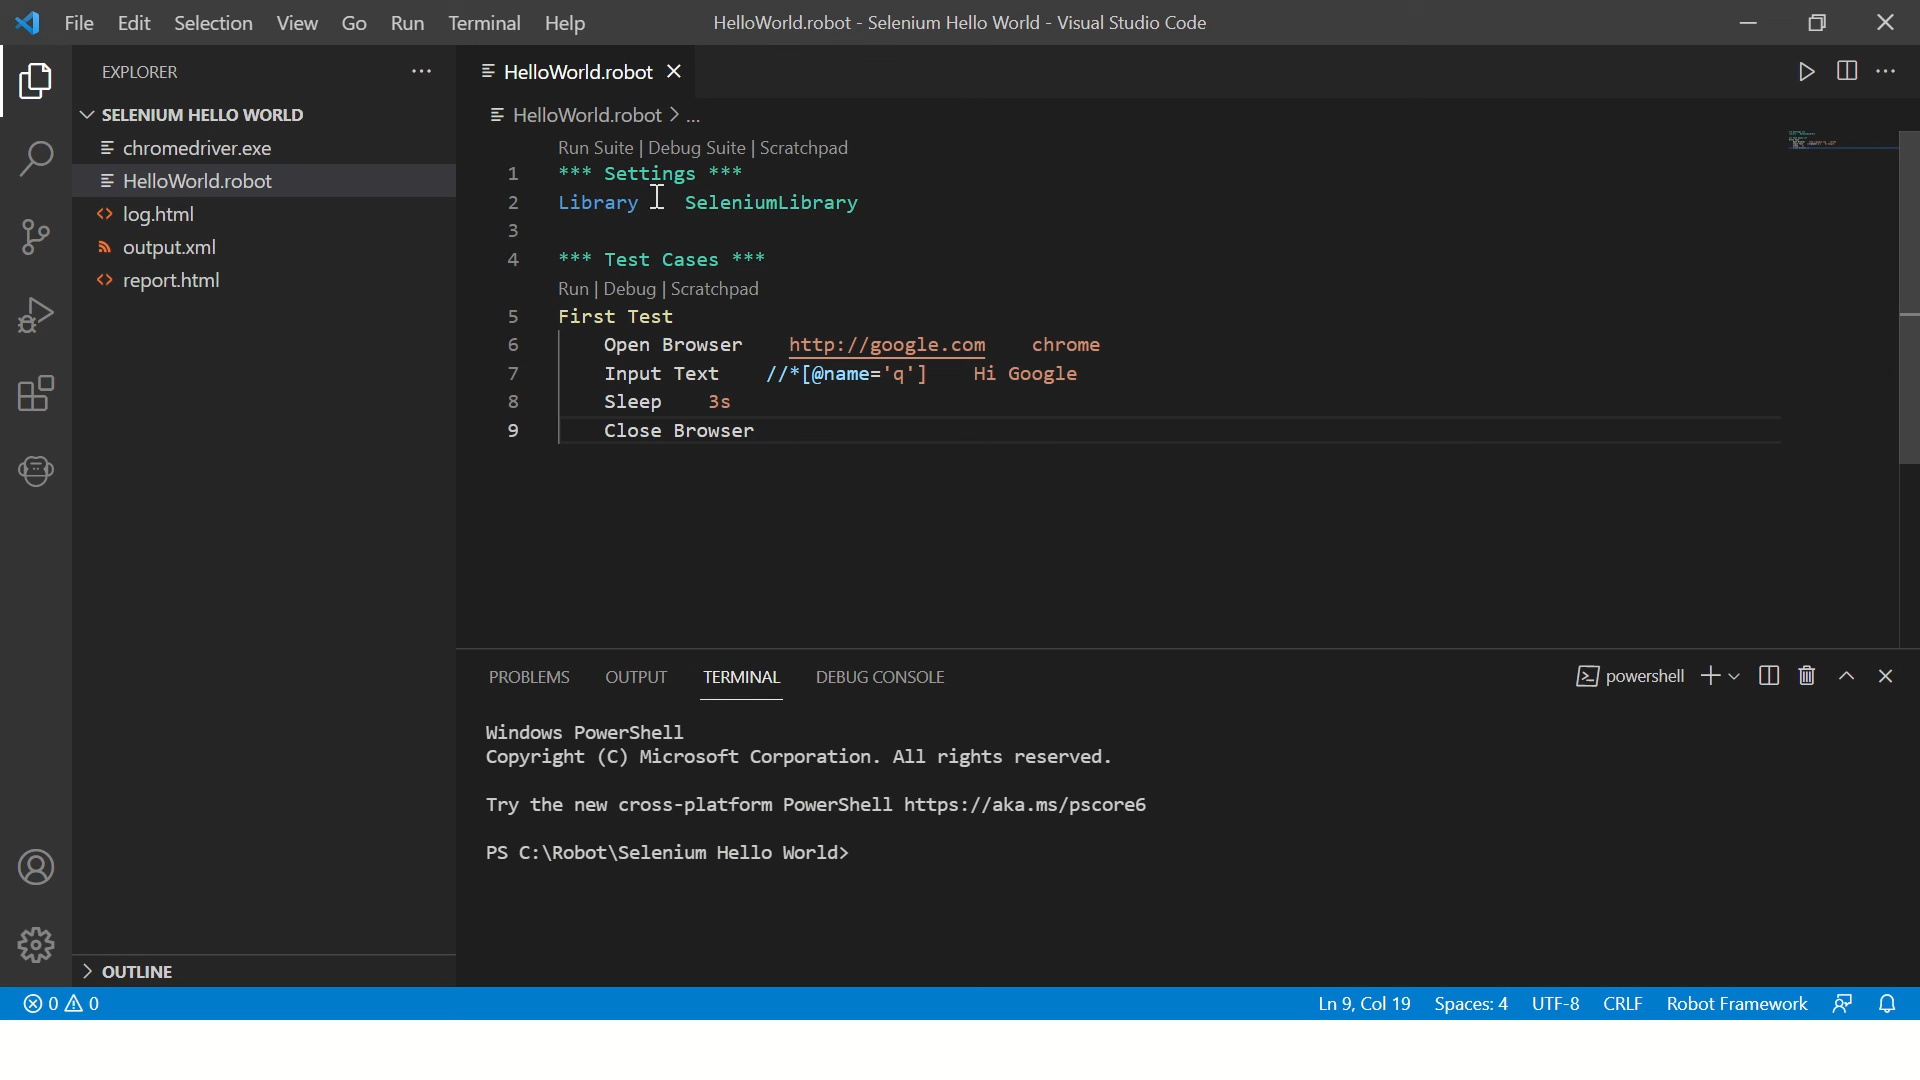 File Edit Selection View Go Run Terminal Help HelloWorld.robot - Selenium Hello World - Visual Studio Code
EXPLORER
SELENIUM HELLO WORLD
chromedriver.exe
HelloWorld.robot
log.html
output.xml
report.html
OUTLINE
HelloWorld.robot
HelloWorld.robot > ...
Run Suite | Debug Suite | Scratchpad
1 *** Settings ***
2 Library    SeleniumLibrary
3
4 *** Test Cases ***
Run | Debug | Scratchpad
5 First Test
6     Open Browser    http://google.com    chrome
7     Input Text    //*[@name='q']    Hi Google
8     Sleep    3s
9     Close Browser
PROBLEMS OUTPUT TERMINAL DEBUG CONSOLE powershell
Windows PowerShell
Copyright (C) Microsoft Corporation. All rights reserved.
Try the new cross-platform PowerShell https://aka.ms/pscore6
PS C:\Robot\Selenium Hello World>
0 0 Ln 9, Col 19 Spaces: 4 UTF-8 CRLF Robot Framework